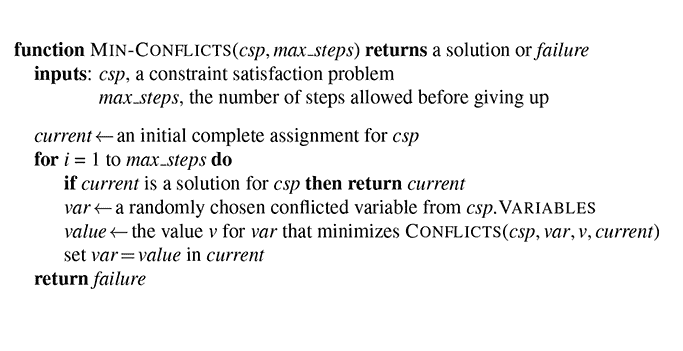 function MIN-CONFLICTS(csp, max_steps) returns a solution or failure
inputs: csp, a constraint satisfaction problem
max_steps, the number of steps allowed before giving up
current ← an initial complete assignment for csp
for i = 1 to max_steps do
if current is a solution for csp then return current
var ← a randomly chosen conflicted variable from csp.VARIABLES
value ← the value v for var that minimizes CONFLICTS(csp, var, v, current)
set var = value in current
return failure